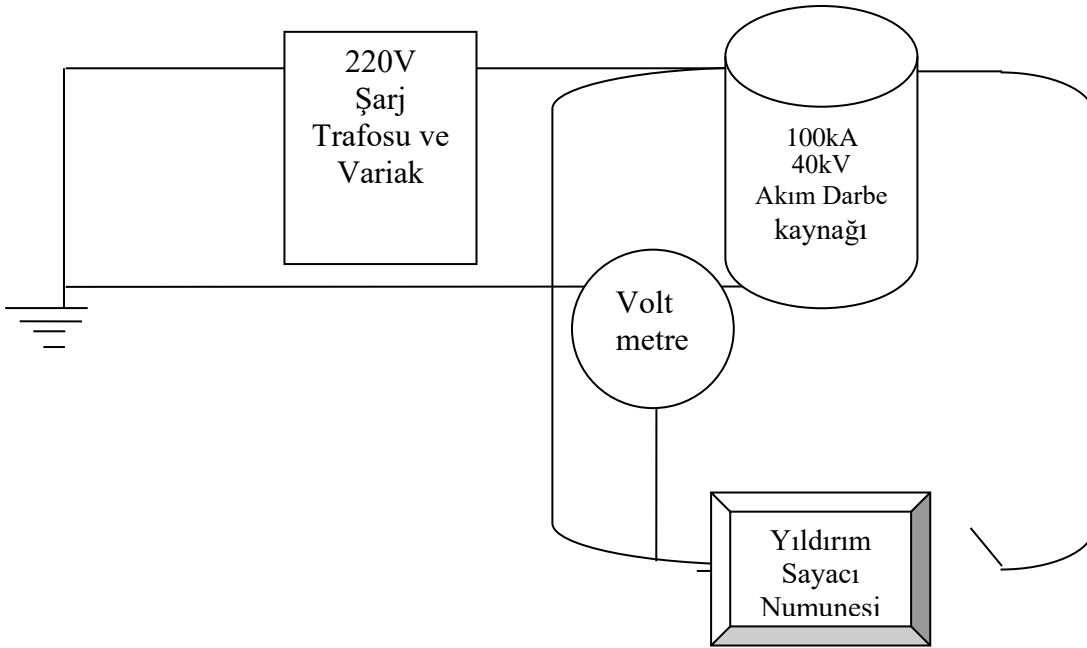 220V
Şarj
Trafosu ve
Variak
100kA
40kV
Akım Darbe
kaynağı
Volt
metre
Yıldırım
Sayacı
Numunesi